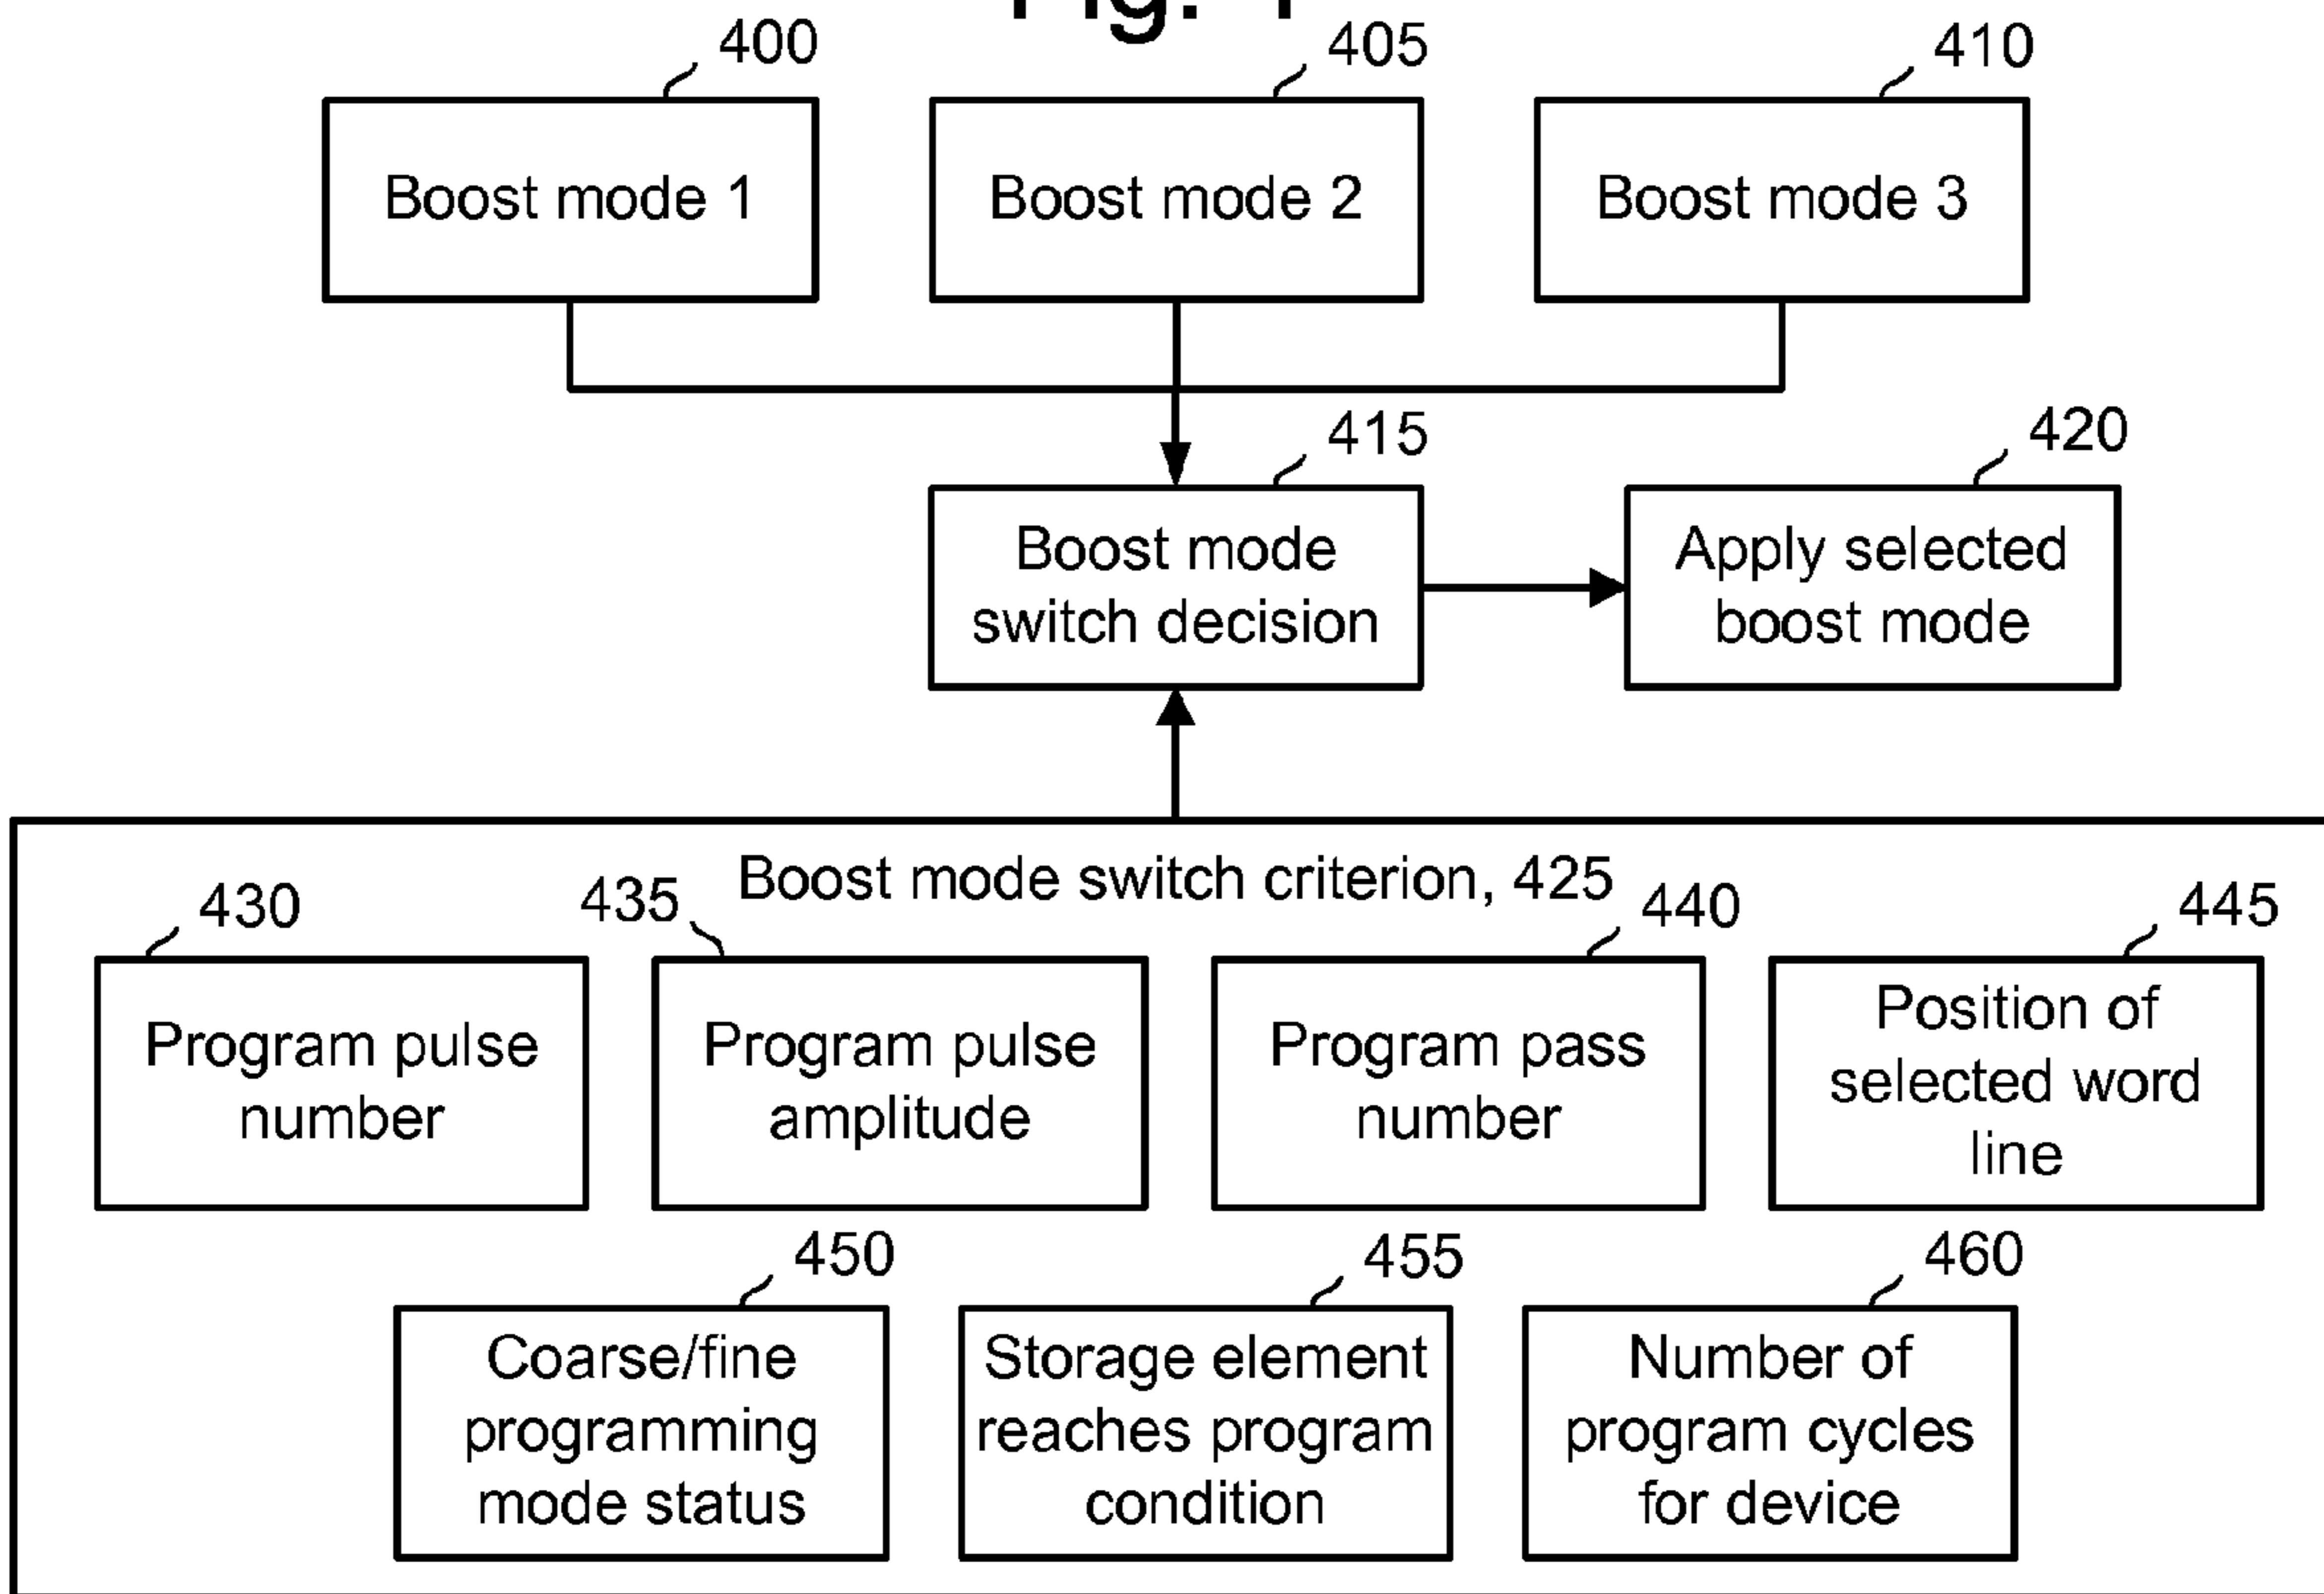 400
405
410
Boost mode 1
Boost mode 2
Boost mode 3
415
420
Boost mode
switch decision
Apply selected
boost mode
Boost mode switch criterion, 425
430
435
440
445
Program pulse
number
Program pulse
amplitude
Program pass
number
Position of
selected word
line
450
455
460
Coarse/fine
programming
mode status
Storage element
reaches program
condition
Number of
program cycles
for device